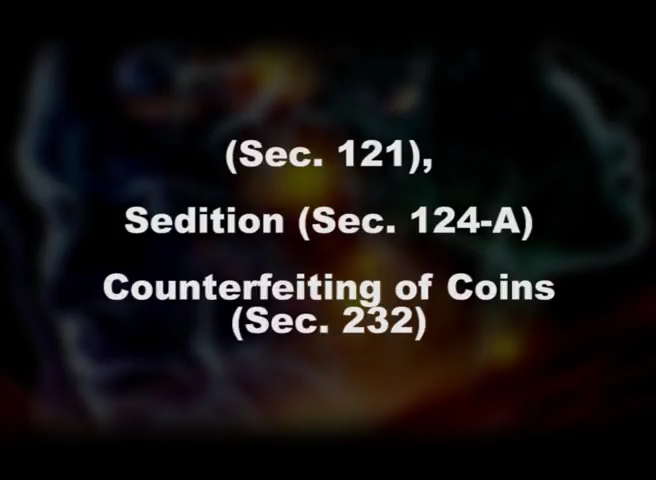 (Sec. 121),
Sedition (Sec. 124-A)
Counterfeiting of Coins
(Sec. 232)